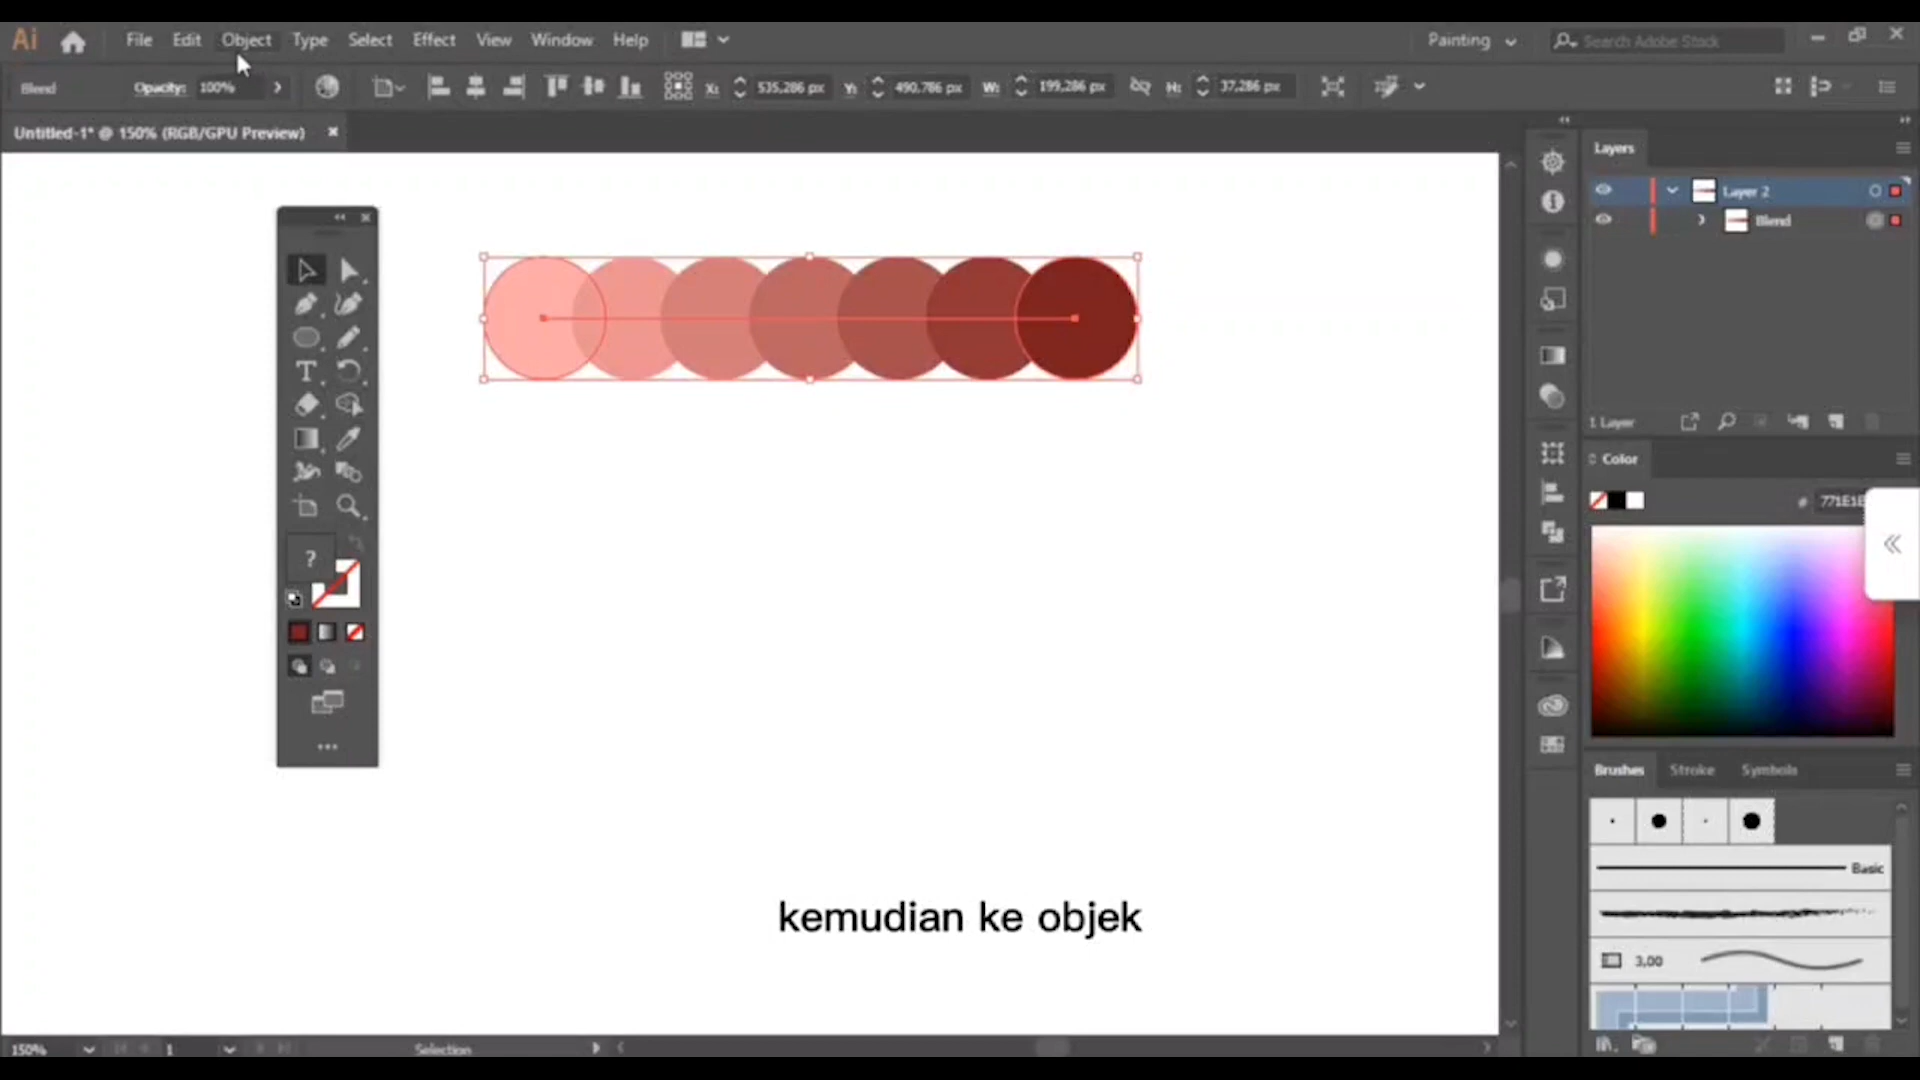 Ai File Edit Object Type Select Effect View Window Help Painting Search Adobe Stock
Blend Opacity: 100% X: 535,286 px Y: 490,786 px W: 199,286 px H: 37,286 px
Untitled-1* @ 150% (RGB/GPU Preview)
Layers
Layer 2
Blend
1 Layer
Color
# 771E1E
T
?
Brushes Stroke Symbols
Basic
3,00
kemudian ke objek
150% 1 Selection